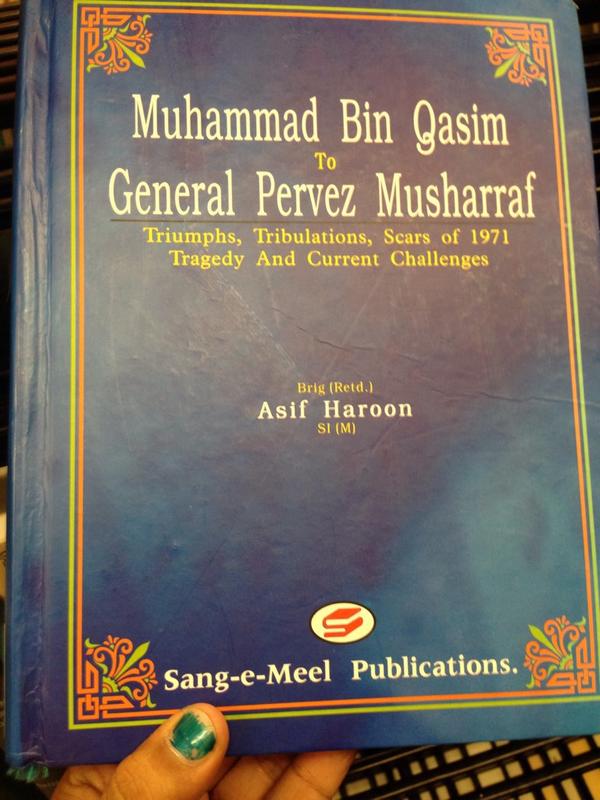 Muhammad Bin Qasim
To
General Pervez Musharraf
Triumphs, Tribulations, Scars of 1971
Tragedy And Current Challenges
Brig (Retd.)
Asif Haroon
SI (M)
Sang-e-Meel Publications.